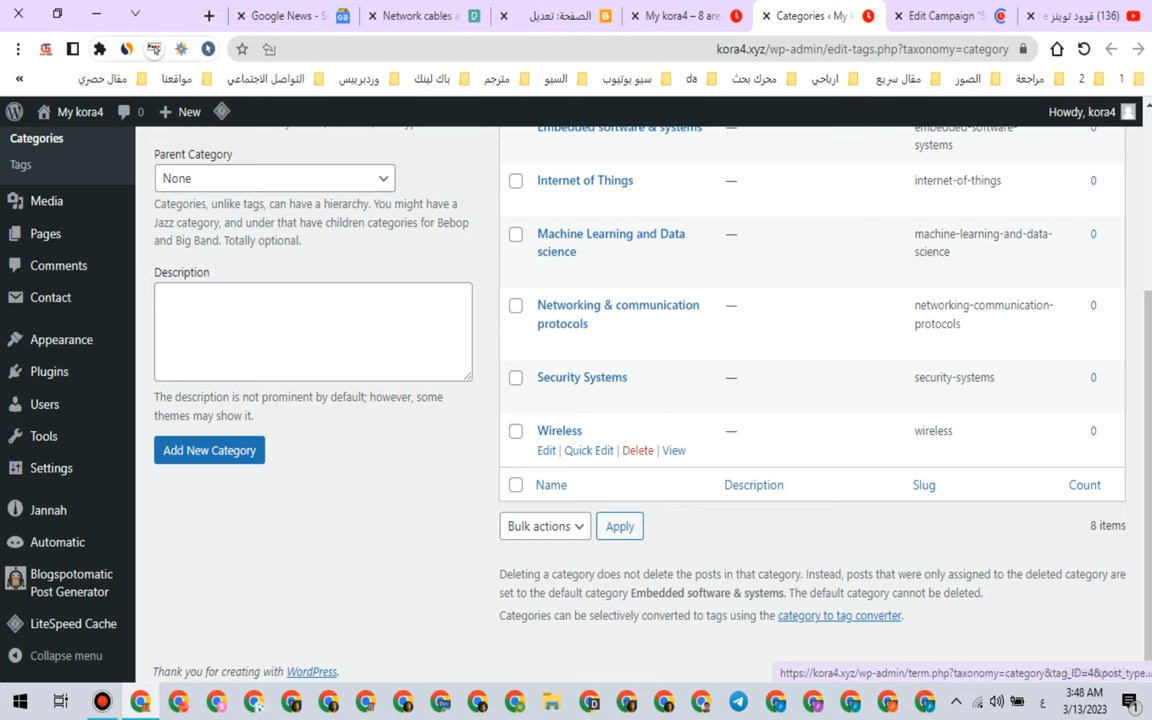 Google News - S
Network cables a
الصفحة: تعديل
My kora4 – 8 are
Categories ‹ My k
Edit Campaign "S
(136) قوود توينز e
kora4.xyz/wp-admin/edit-tags.php?taxonomy=category
«
مقال حصري
مواقعنا
التواصل الاجتماعي
ووردبريس
باك لينك
مترجم
السيو
سيو يوتيوب
da
محرك بحث
ارباحي
مقال سريع
الصور
مراجعة
2
1
My kora4
0
New
Howdy, kora4
Categories
Tags
Media
Pages
Comments
Contact
Appearance
Plugins
Users
Tools
Settings
Jannah
Automatic
Blogspotomatic
Post Generator
LiteSpeed Cache
Collapse menu
Parent Category
None
Categories, unlike tags, can have a hierarchy. You might have a
Jazz category, and under that have children categories for Bebop
and Big Band. Totally optional.
Description
The description is not prominent by default; however, some
themes may show it.
Add New Category
Embedded software & systems — embedded-software- 0
systems
Internet of Things — internet-of-things 0
Machine Learning and Data — machine-learning-and-data- 0
science science
Networking & communication — networking-communication- 0
protocols protocols
Security Systems — security-systems 0
Wireless — wireless 0
Edit | Quick Edit | Delete | View
Name Description Slug Count
Bulk actions Apply 8 items
Deleting a category does not delete the posts in that category. Instead, posts that were only assigned to the deleted category are
set to the default category Embedded software & systems. The default category cannot be deleted.
Categories can be selectively converted to tags using the category to tag converter.
Thank you for creating with WordPress.
https://kora4.xyz/wp-admin/term.php?taxonomy=category&tag_ID=4&post_type
ع
3:48 AM
3/13/2023
1